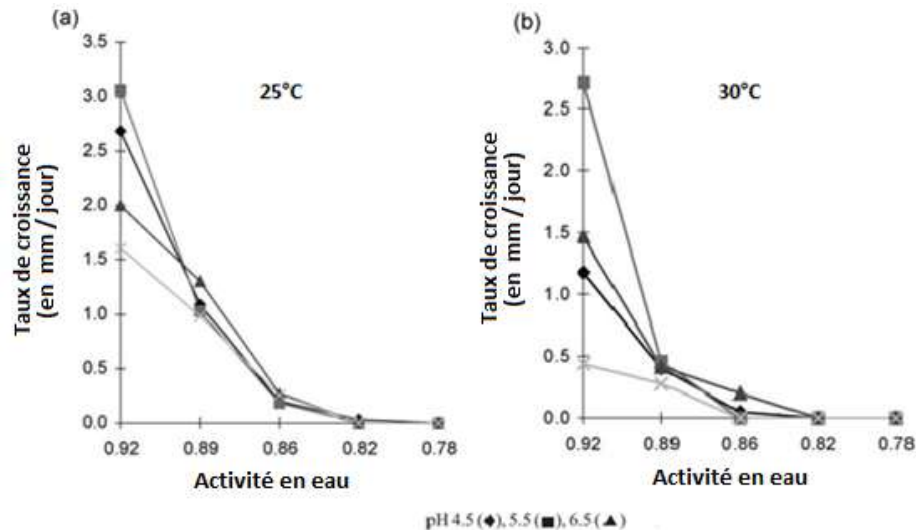 (a)
25°C
Taux de croissance
(en mm / jour)
3.5
3.0
2.5
2.0
1.5
1.0
0.5
0.0
0.92 0.89 0.86 0.82 0.78
Activité en eau
(b)
30°C
Taux de croissance
(en mm / jour)
3.0
2.5
2.0
1.5
1.0
0.5
0.0
0.92 0.89 0.86 0.82 0.78
Activité en eau
pH 4.5 (◆), 5.5 (■), 6.5 (▲)